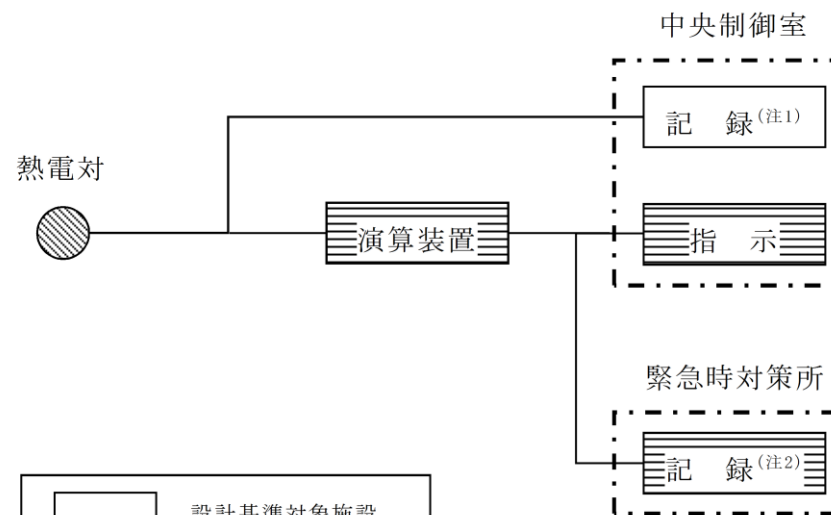 中央制御室
記録(注1)
熱電対
演算装置
指示
緊急時対策所
記録(注2)
設計基準対象施設